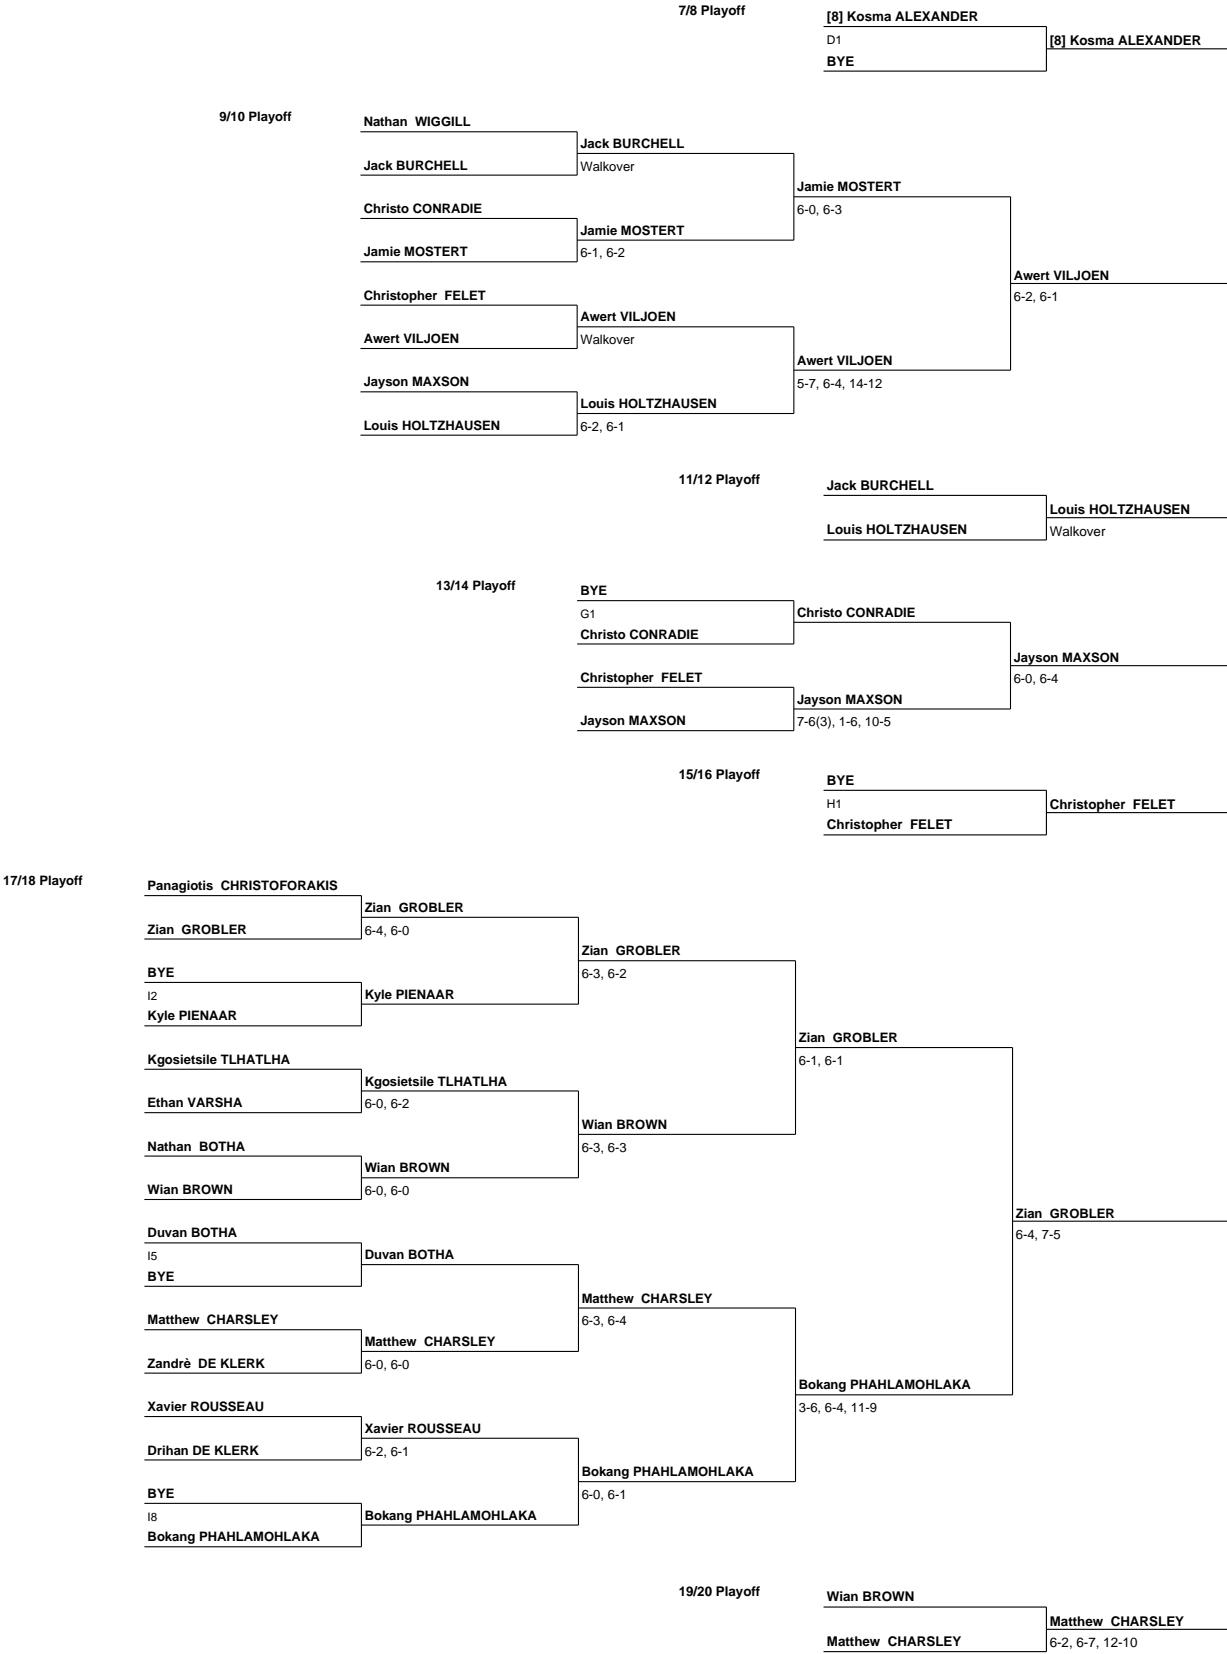 7/8 Playoff
[8] Kosma ALEXANDER
D1
[8] Kosma ALEXANDER
BYE
9/10 Playoff
Nathan WIGGILL
Jack BURCHELL
Jack BURCHELL
Walkover
Jamie MOSTERT
6-0, 6-3
Christo CONRADIE
Jamie MOSTERT
Jamie MOSTERT
6-1, 6-2
Awert VILJOEN
6-2, 6-1
Christopher FELET
Awert VILJOEN
Awert VILJOEN
Walkover
Awert VILJOEN
5-7, 6-4, 14-12
Jayson MAXSON
Louis HOLTZHAUSEN
Louis HOLTZHAUSEN
6-2, 6-1
11/12 Playoff
Jack BURCHELL
Louis HOLTZHAUSEN
Louis HOLTZHAUSEN
Walkover
13/14 Playoff
BYE
G1
Christo CONRADIE
Christo CONRADIE
Jayson MAXSON
6-0, 6-4
Christopher FELET
Jayson MAXSON
Jayson MAXSON
7-6(3), 1-6, 10-5
15/16 Playoff
BYE
H1
Christopher FELET
Christopher FELET
17/18 Playoff
Panagiotis CHRISTOFORAKIS
Zian GROBLER
Zian GROBLER
6-4, 6-0
Zian GROBLER
6-3, 6-2
BYE
I2
Kyle PIENAAR
Kyle PIENAAR
Zian GROBLER
6-1, 6-1
Kgosietsile TLHATLHA
Kgosietsile TLHATLHA
Ethan VARSHA
6-0, 6-2
Wian BROWN
6-3, 6-3
Nathan BOTHA
Wian BROWN
Wian BROWN
6-0, 6-0
Zian GROBLER
6-4, 7-5
Duvan BOTHA
I5
Duvan BOTHA
BYE
Matthew CHARSLEY
6-3, 6-4
Matthew CHARSLEY
Matthew CHARSLEY
Zandrè DE KLERK
6-0, 6-0
Bokang PHAHLAMOHLAKA
3-6, 6-4, 11-9
Xavier ROUSSEAU
Xavier ROUSSEAU
Drihan DE KLERK
6-2, 6-1
Bokang PHAHLAMOHLAKA
6-0, 6-1
BYE
I8
Bokang PHAHLAMOHLAKA
Bokang PHAHLAMOHLAKA
19/20 Playoff
Wian BROWN
Matthew CHARSLEY
Matthew CHARSLEY
6-2, 6-7, 12-10